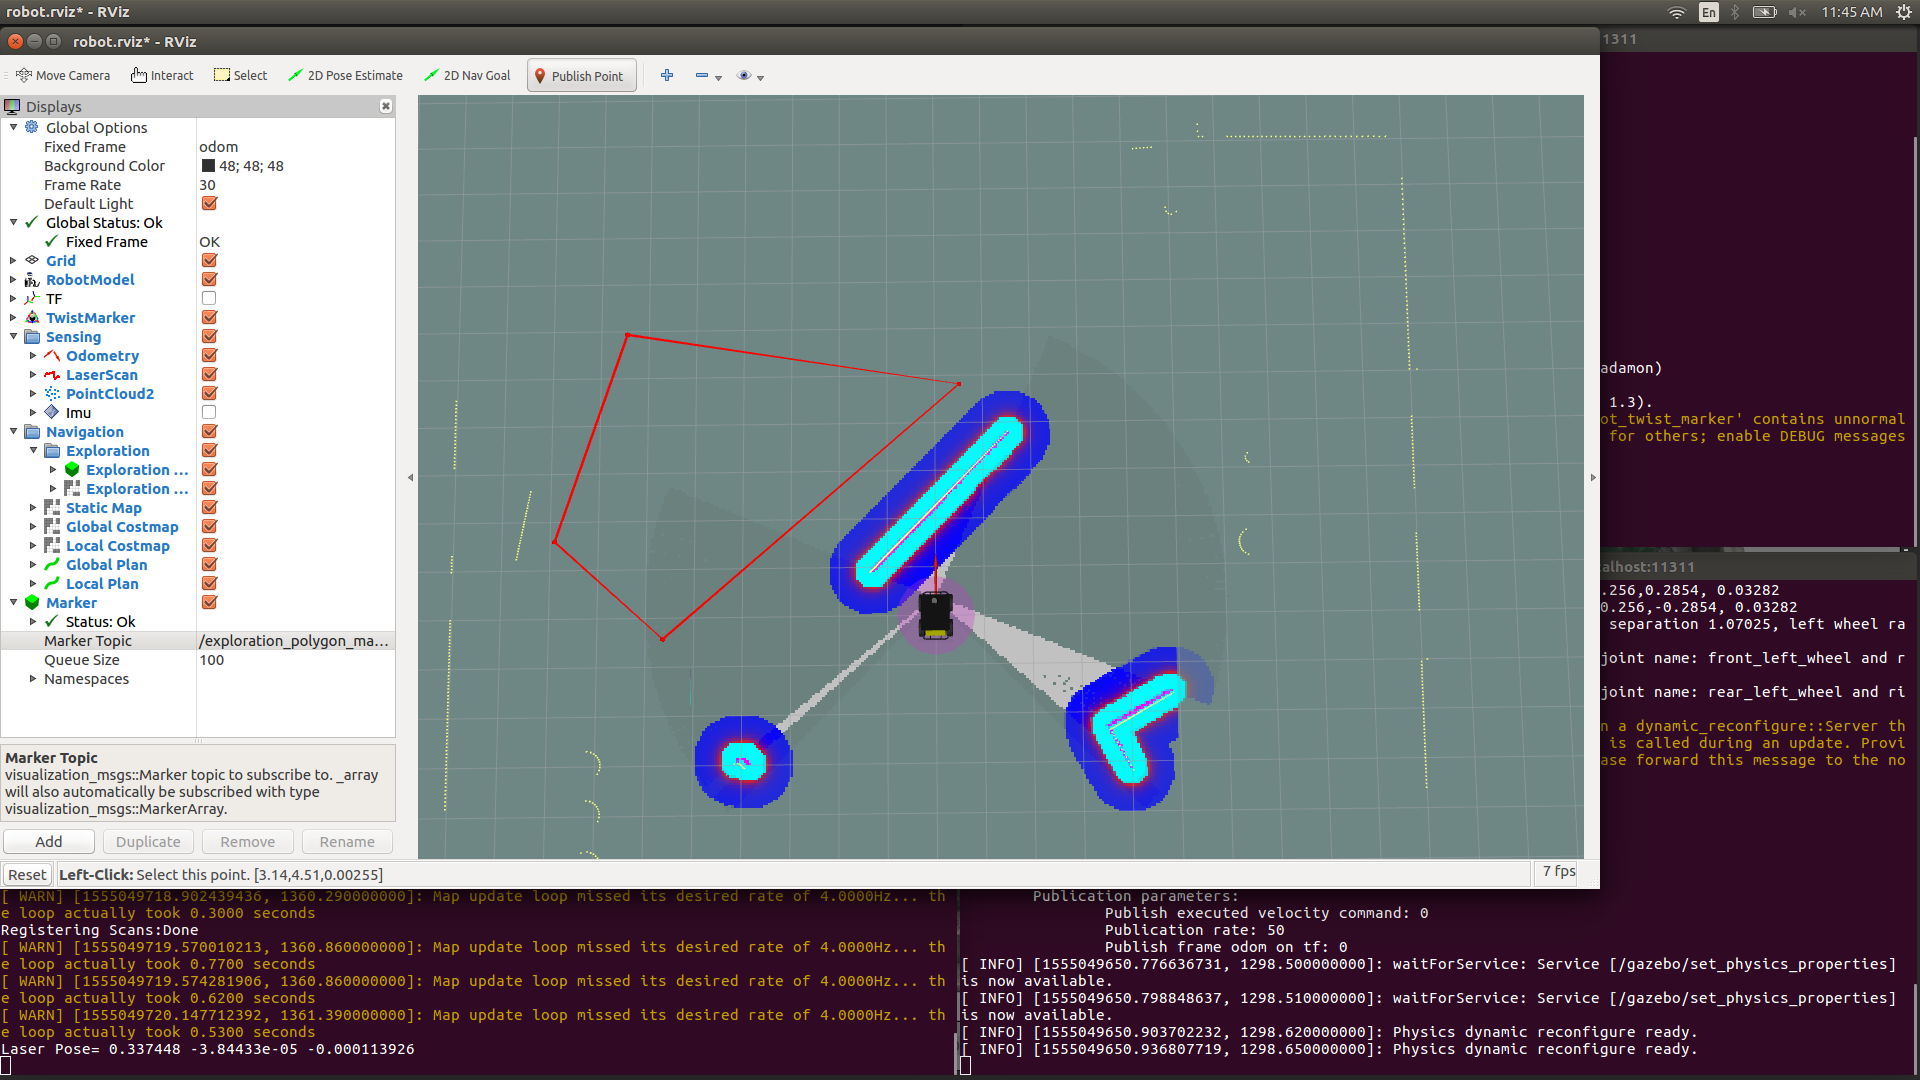 robot.rviz* - RViz
En
11:45 AM
robot.rviz* - RViz
1311
Move Camera
Interact
Select
2D Pose Estimate
2D Nav Goal
Publish Point
Displays
Global Options
Fixed Frame odom
Background Color 48; 48; 48
Frame Rate 30
Default Light
Global Status: Ok
Fixed Frame OK
Grid
RobotModel
TF
TwistMarker
Sensing
Odometry
LaserScan
PointCloud2
Imu
Navigation
Exploration
Exploration ...
Exploration ...
Static Map
Global Costmap
Local Costmap
Global Plan
Local Plan
Marker
Status: Ok
Marker Topic /exploration_polygon_ma...
Queue Size 100
Namespaces
Marker Topic
visualization_msgs::Marker topic to subscribe to. _array
will also automatically be subscribed with type
visualization_msgs::MarkerArray.
Add
Duplicate
Remove
Rename
Reset
Left-Click: Select this point. [3.14,4.51,0.00255]
7 fps
adamon)
1.3).
ot_twist_marker' contains unnormal
for others; enable DEBUG messages
calhost:11311
.256,0.2854, 0.03282
0.256,-0.2854, 0.03282
separation 1.07025, left wheel ra
joint name: front_left_wheel and r
joint name: rear_left_wheel and ri
n a dynamic_reconfigure::Server th
is called during an update. Provi
ase forward this message to the no
[ WARN] [1555049718.902439436, 1360.290000000]: Map update loop missed its desired rate of 4.0000Hz... th
e loop actually took 0.3000 seconds
Registering Scans:Done
[ WARN] [1555049719.570010213, 1360.860000000]: Map update loop missed its desired rate of 4.0000Hz... th
e loop actually took 0.7700 seconds
[ WARN] [1555049719.574281906, 1360.860000000]: Map update loop missed its desired rate of 4.0000Hz... th
e loop actually took 0.6200 seconds
[ WARN] [1555049720.147712392, 1361.390000000]: Map update loop missed its desired rate of 4.0000Hz... th
e loop actually took 0.5300 seconds
Laser Pose= 0.337448 -3.84433e-05 -0.000113926
Publication parameters:
Publish executed velocity command: 0
Publication rate: 50
Publish frame odom on tf: 0
[ INFO] [1555049650.776636731, 1298.500000000]: waitForService: Service [/gazebo/set_physics_properties]
is now available.
[ INFO] [1555049650.798848637, 1298.510000000]: waitForService: Service [/gazebo/set_physics_properties]
is now available.
[ INFO] [1555049650.903702232, 1298.620000000]: Physics dynamic reconfigure ready.
[ INFO] [1555049650.936807719, 1298.650000000]: Physics dynamic reconfigure ready.